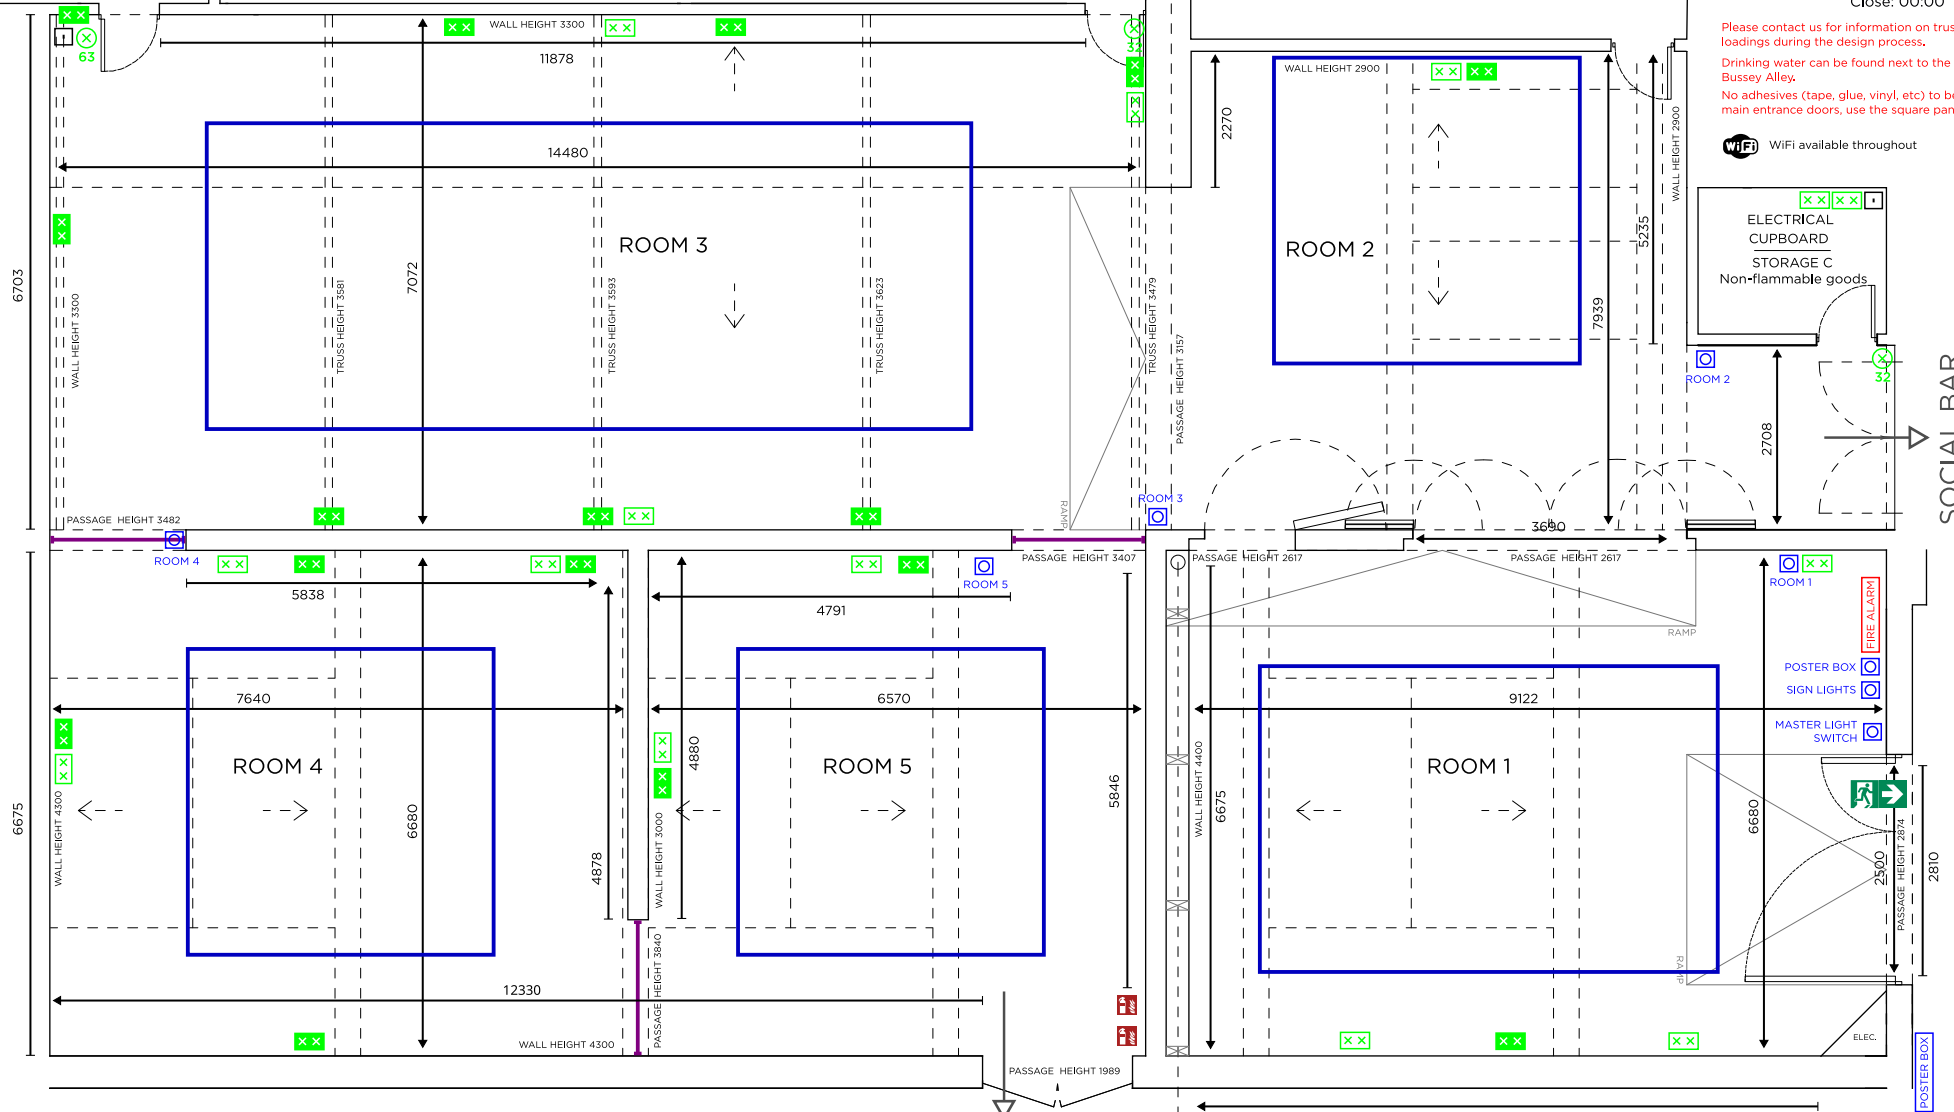 Close: 00:00
Please contact us for information on trus
loadings during the design process.
Drinking water can be found next to the
Bussey Alley.
No adhesives (tape, glue, vinyl, etc) to be
main entrance doors, use the square pan
WiFi
WiFi available throughout
WALL HEIGHT 3300
63
11878
32
14480
ROOM 3
6703
7072
WALL HEIGHT 3300
TRUSS HEIGHT 3581
TRUSS HEIGHT 3593
TRUSS HEIGHT 3623
TRUSS HEIGHT 3479
PASSAGE HEIGHT 3157
RAMP
PASSAGE HEIGHT 3482
ROOM 3
WALL HEIGHT 2900
2270
WALL HEIGHT 2900
ROOM 2
5235
7939
ELECTRICAL
CUPBOARD
STORAGE C
Non-flammable goods
ROOM 2
32
2708
SOCIAL BAR
3690
ROOM 4
5838
ROOM 5
4791
PASSAGE HEIGHT 3407
PASSAGE HEIGHT 2617
PASSAGE HEIGHT 2617
ROOM 1
RAMP
FIRE ALARM
POSTER BOX
SIGN LIGHTS
MASTER LIGHT
SWITCH
7640
6570
9122
ROOM 4
ROOM 5
ROOM 1
6675
WALL HEIGHT 4300
6680
4878
WALL HEIGHT 3000
4880
5846
WALL HEIGHT 4400
6675
6680
2500
PASSAGE HEIGHT 2874
2810
RAMP
12330
PASSAGE HEIGHT 3840
WALL HEIGHT 4300
PASSAGE HEIGHT 1989
ELEC.
POSTER BOX